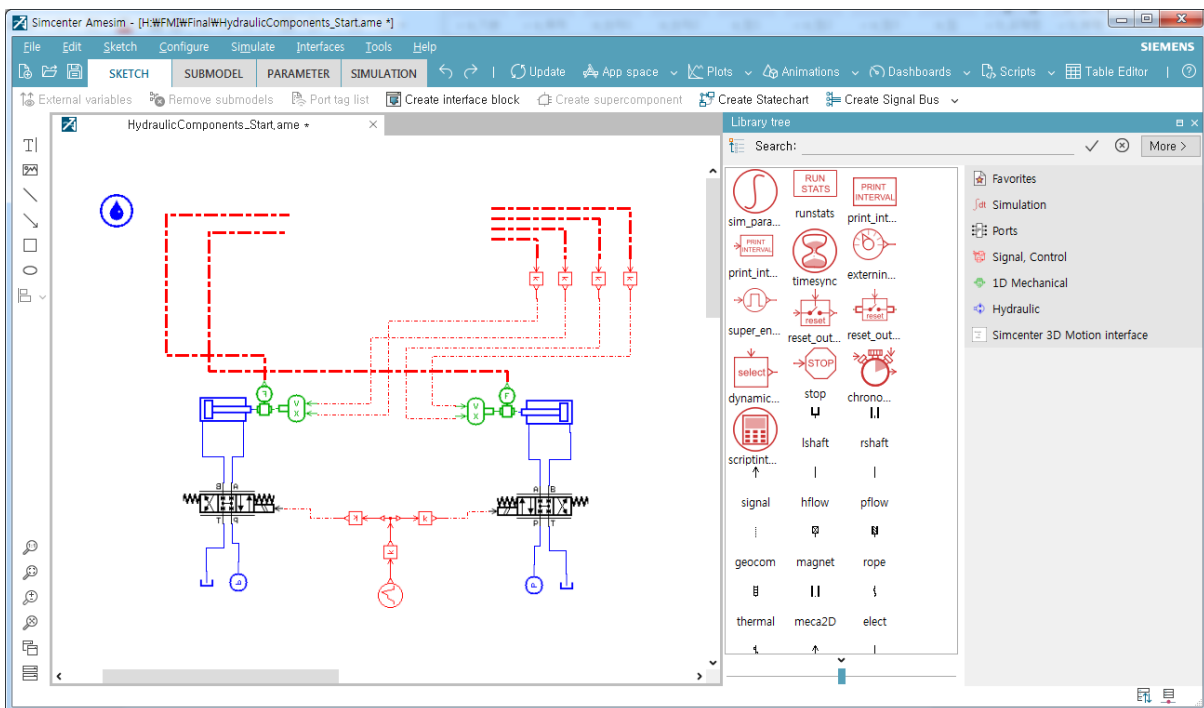 Simcenter Amesim - [H:₩FMI₩Final₩HydraulicComponents_Start.ame *]
File Edit Sketch Configure Simulate Interfaces Tools Help
SIEMENS
SKETCH SUBMODEL PARAMETER SIMULATION Update App space Plots Animations Dashboards Scripts Table Editor
External variables Remove submodels Port tag list Create interface block Create supercomponent Create Statechart Create Signal Bus
HydraulicComponents_Start.ame *
Library tree
Search:
More >
RUN STATS
PRINT INTERVAL
sim_para... runstats print_int...
PRINT INTERVAL
print_int... timesync externin...
reset reset
super_en... reset_out... reset_out...
select STOP
dynamic... stop chrono...
lshaft rshaft
scriptint...
signal hflow pflow
geocom magnet rope
thermal meca2D elect
Favorites
Simulation
Ports
Signal, Control
1D Mechanical
Hydraulic
Simcenter 3D Motion interface
F V X V X F
B A A B
T P P T
k k
k
P P